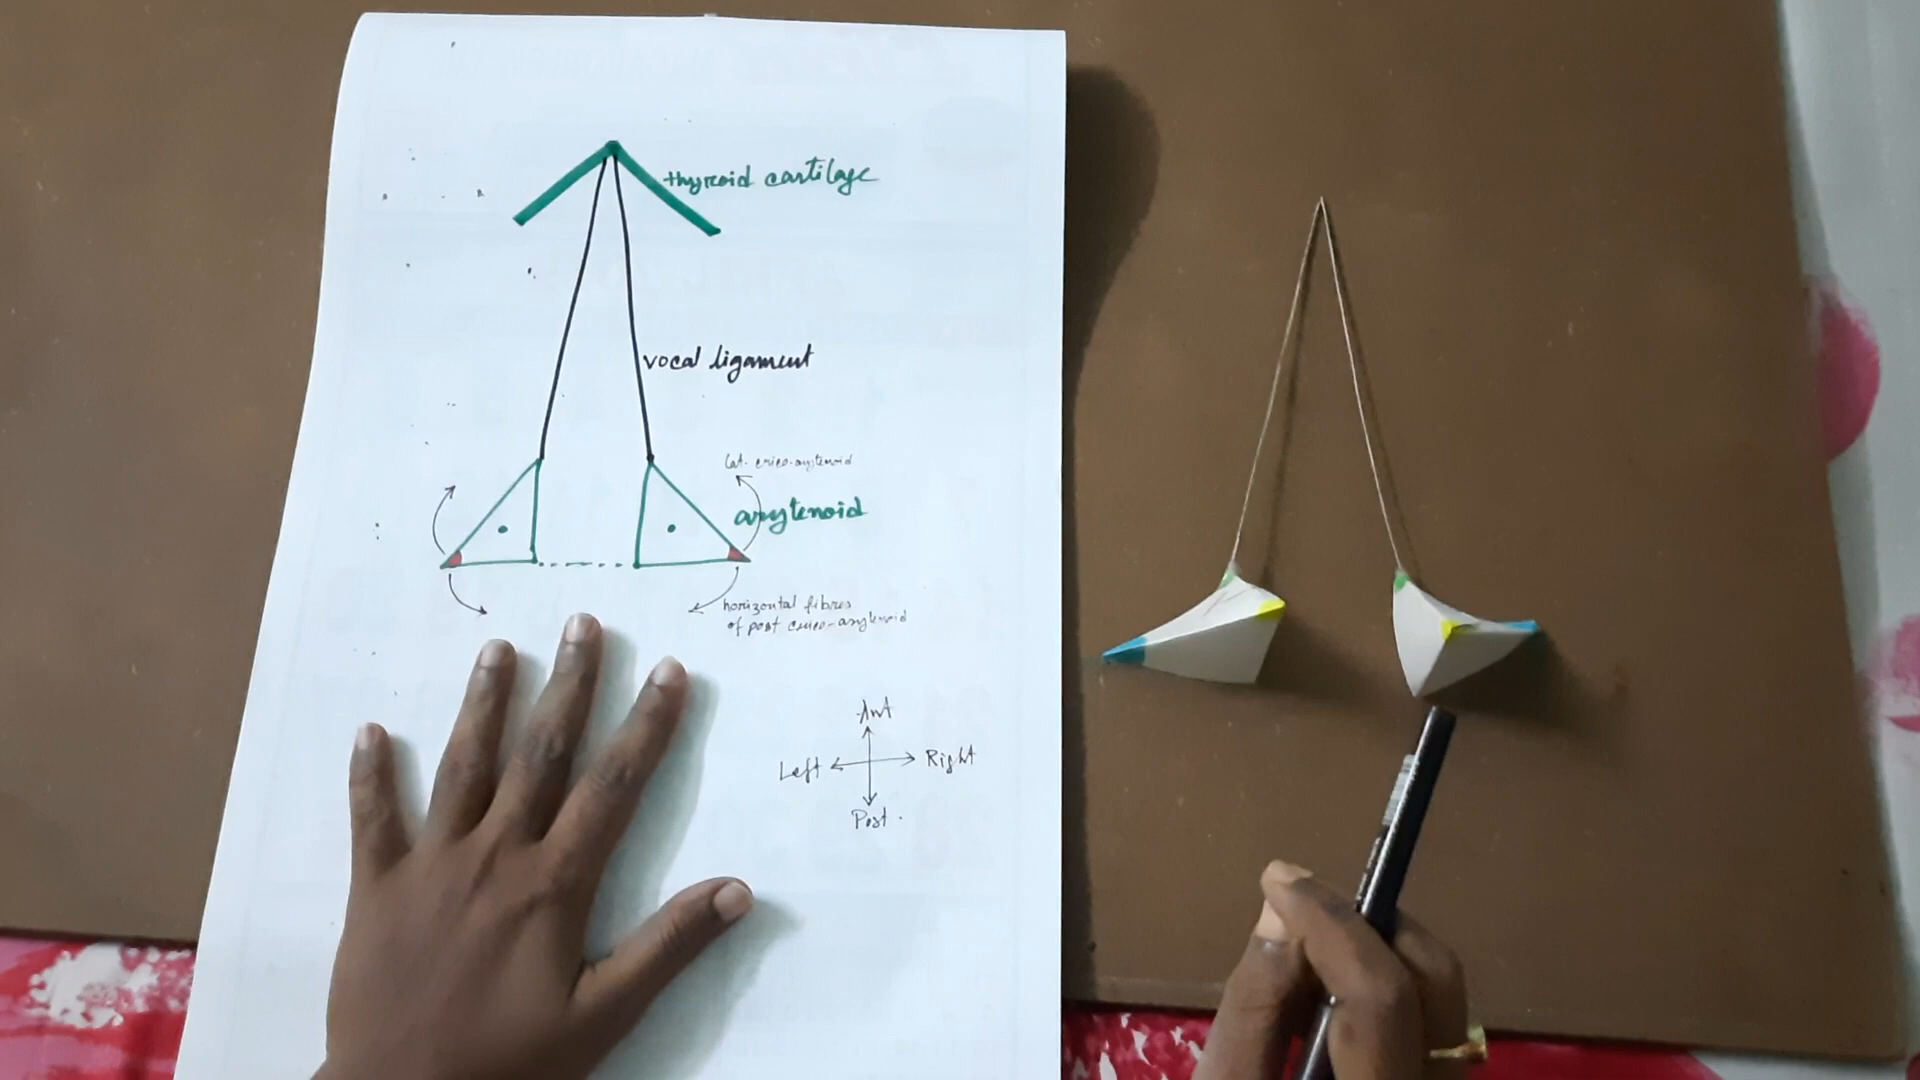 thyroid cartilage
vocal ligament
lat. crico-arytenoid
arytenoid
horizontal fibres
of post crico-arytenoid
Ant
Left
Right
Post.